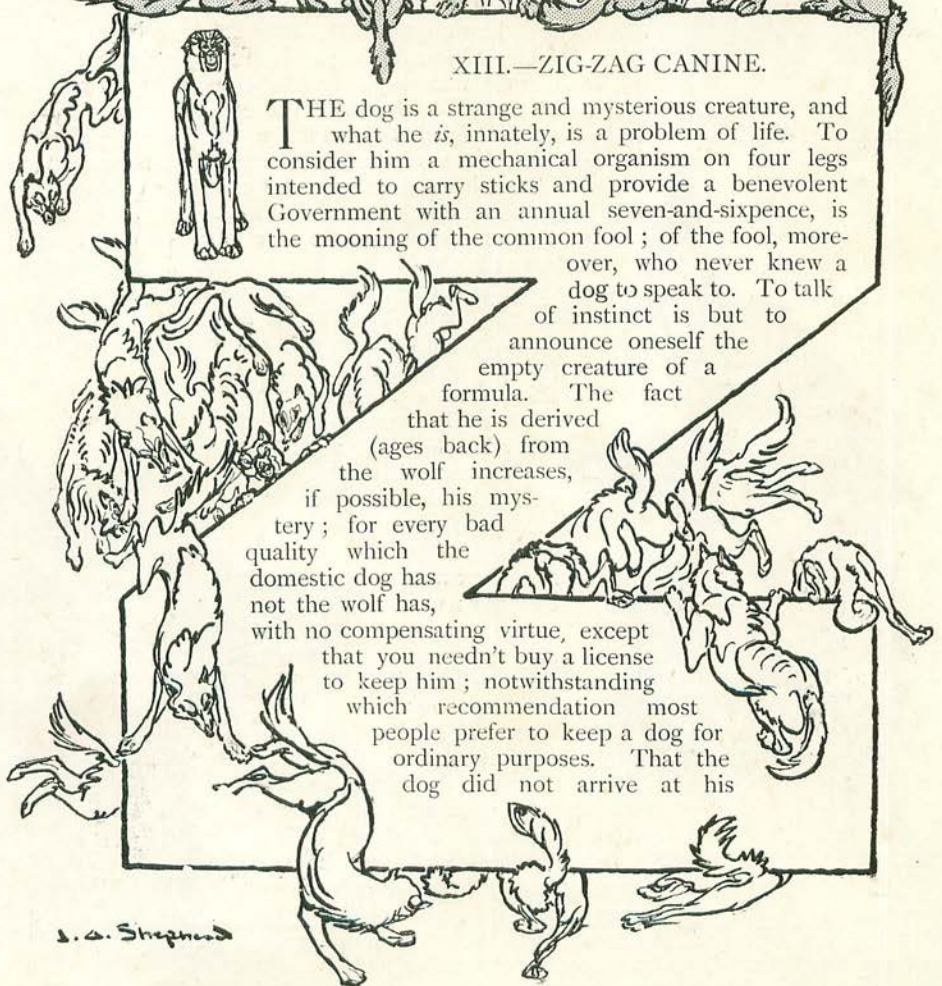 XIII.—ZIG-ZAG CANINE.
THE dog is a strange and mysterious creature, and
what he is, innately, is a problem of life. To
consider him a mechanical organism on four legs
intended to carry sticks and provide a benevolent
Government with an annual seven-and-sixpence, is
the mooning of the common fool ; of the fool, more-
over, who never knew a
dog to speak to. To talk
of instinct is but to
announce oneself the
empty creature of a
formula. The fact
that he is derived
(ages back) from
the wolf increases,
if possible, his mys-
tery ; for every bad
quality which the
domestic dog has
not the wolf has,
with no compensating virtue, except
that you needn't buy a license
to keep him ; notwithstanding
which recommendation most
people prefer to keep a dog for
ordinary purposes. That the
dog did not arrive at his
J. A. Shepherd